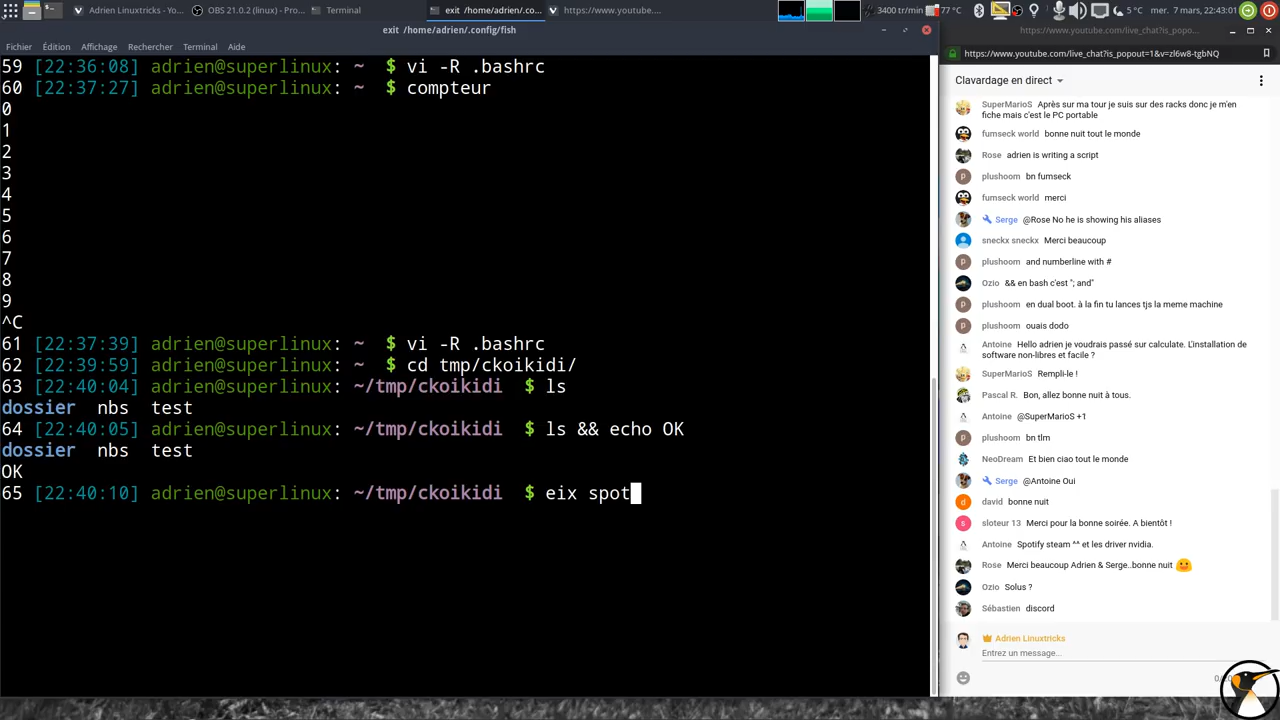 Adrien Linuxtricks - Yo...
OBS 21.0.2 (linux) - Pro...
Terminal
exit /home/adrien/.co...
https://www.youtube....
3400 tr/min
77 °C
5 °C
mer. 7 mars, 22:43:01
exit /home/adrien/.config/fish
Fichier Édition Affichage Rechercher Terminal Aide
59 [22:36:08] adrien@superlinux: ~ $ vi -R .bashrc
60 [22:37:27] adrien@superlinux: ~ $ compteur
0
1
2
3
4
5
6
7
8
9
^C
61 [22:37:39] adrien@superlinux: ~ $ vi -R .bashrc
62 [22:39:59] adrien@superlinux: ~ $ cd tmp/ckoikidi/
63 [22:40:04] adrien@superlinux: ~/tmp/ckoikidi $ ls
dossier nbs test
64 [22:40:05] adrien@superlinux: ~/tmp/ckoikidi $ ls && echo OK
dossier nbs test
OK
65 [22:40:10] adrien@superlinux: ~/tmp/ckoikidi $ eix spot
https://www.youtube.com/live_chat?is_popo...
https://www.youtube.com/live_chat?is_popout=1&v=zl6w8-tgbNQ
Clavardage en direct
SuperMarioS Après sur ma tour je suis sur des racks donc je m'en
fiche mais c'est le PC portable
fumseck world bonne nuit tout le monde
Rose adrien is writing a script
p plushoom bn fumseck
fumseck world merci
Serge @Rose No he is showing his aliases
sneckx sneckx Merci beaucoup
p plushoom and numberline with #
Ozio && en bash c'est "; and"
p plushoom en dual boot. à la fin tu lances tjs la meme machine
p plushoom ouais dodo
Antoine Hello adrien je voudrais passé sur calculate. L'installation de
software non-libres et facile ?
SuperMarioS Rempli-le !
Pascal R. Bon, allez bonne nuit à tous.
Antoine @SuperMarioS +1
p plushoom bn tlm
NeoDream Et bien ciao tout le monde
Serge @Antoine Oui
d david bonne nuit
s sloteur 13 Merci pour la bonne soirée. A bientôt !
Antoine Spotify steam ^^ et les driver nvidia.
Rose Merci beaucoup Adrien & Serge..bonne nuit
Ozio Solus ?
Sébastien discord
Adrien Linuxtricks
Entrez un message...